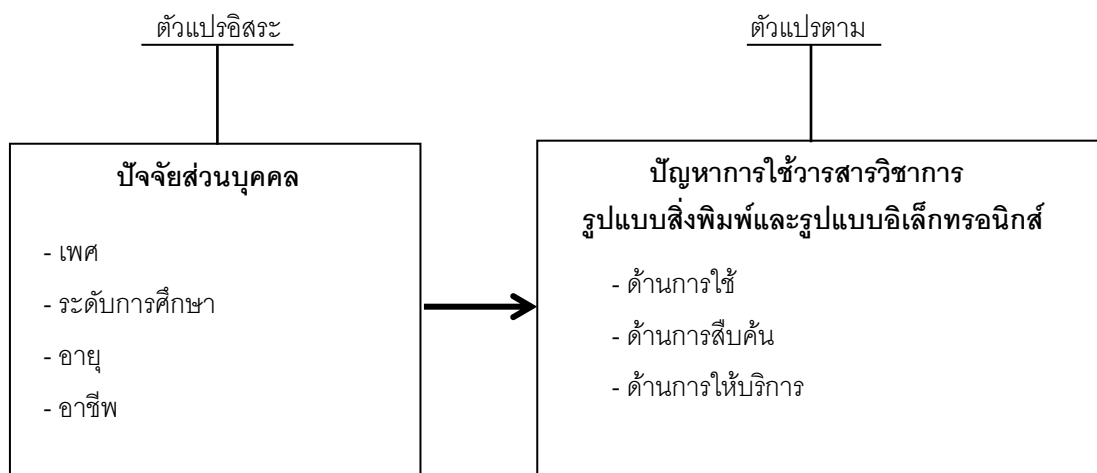 ตัวแปรอิสระ
ตัวแปรตาม
ปัจจัยส่วนบุคคล
- เพศ
- ระดับการศึกษา
- อายุ
- อาชีพ
ปัญหาการใช้วารสารวิชาการ
รูปแบบสิ่งพิมพ์และรูปแบบอิเล็กทรอนิกส์
- ด้านการใช้
- ด้านการสืบค้น
- ด้านการให้บริการ